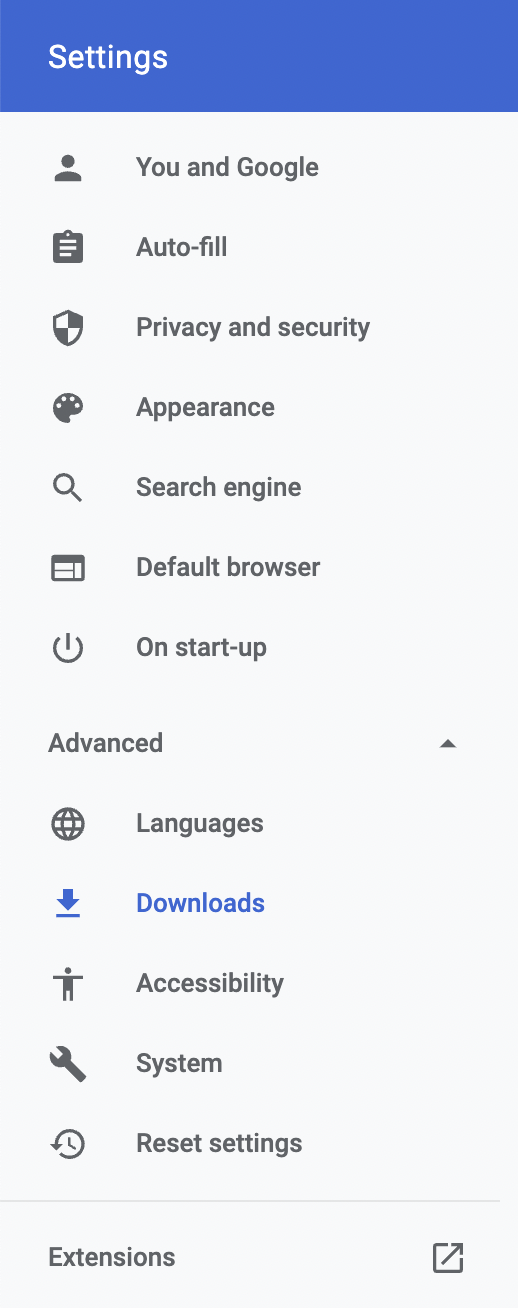 Settings
You and Google
Auto-fill
Privacy and security
Appearance
Search engine
Default browser
On start-up
Advanced
Languages
Downloads
Accessibility
System
Reset settings
Extensions